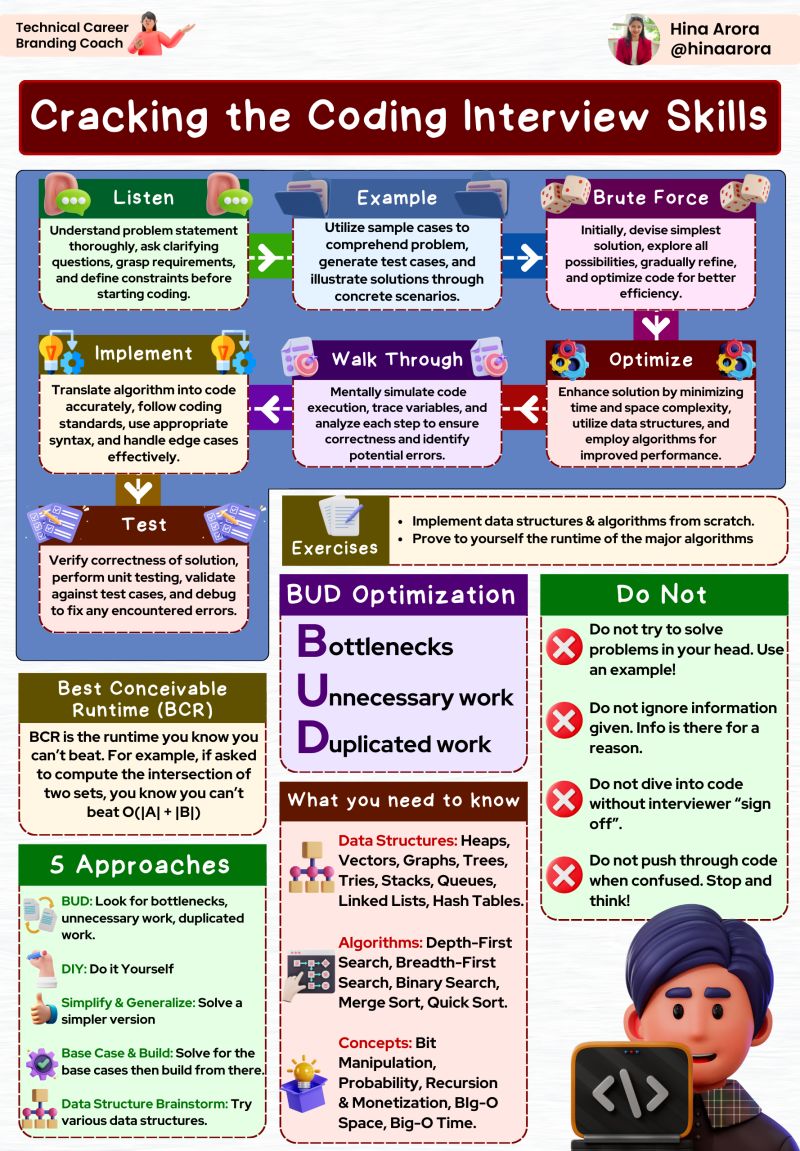 Technical Career
Branding Coach
Hina Arora
@hinaarora
Cracking the Coding Interview Skills
Listen
Understand problem statement
thoroughly, ask clarifying
questions, grasp requirements,
and define constraints before
starting coding.
Example
Utilize sample cases to
comprehend problem,
generate test cases, and
illustrate solutions through
concrete scenarios.
Brute Force
Initially, devise simplest
solution, explore all
possibilities, gradually refine,
and optimize code for better
efficiency.
Optimize
Enhance solution by minimizing
time and space complexity,
utilize data structures, and
employ algorithms for
improved performance.
Walk Through
Mentally simulate code
execution, trace variables, and
analyze each step to ensure
correctness and identify
potential errors.
Implement
Translate algorithm into code
accurately, follow coding
standards, use appropriate
syntax, and handle edge cases
effectively.
Test
Verify correctness of solution,
perform unit testing, validate
against test cases, and debug
to fix any encountered errors.
Exercises
• Implement data structures & algorithms from scratch.
• Prove to yourself the runtime of the major algorithms
Best Conceivable
Runtime (BCR)
BCR is the runtime you know you
can't beat. For example, if asked
to compute the intersection of
two sets, you know you can't
beat O(|A| + |B|)
5 Approaches
BUD: Look for bottlenecks,
unnecessary work, duplicated
work.
DIY: Do it Yourself
Simplify & Generalize: Solve a
simpler version
Base Case & Build: Solve for the
base cases then build from there.
Data Structure Brainstorm: Try
various data structures.
BUD Optimization
Bottlenecks
Unnecessary work
Duplicated work
What you need to know
Data Structures: Heaps,
Vectors, Graphs, Trees,
Tries, Stacks, Queues,
Linked Lists, Hash Tables.
Algorithms: Depth-First
Search, Breadth-First
Search, Binary Search,
Merge Sort, Quick Sort.
Concepts: Bit
Manipulation,
Probability, Recursion
& Monetization, BIg-O
Space, Big-O Time.
Do Not
Do not try to solve
problems in your head. Use
an example!
Do not ignore information
given. Info is there for a
reason.
Do not dive into code
without interviewer “sign
off”.
Do not push through code
when confused. Stop and
think!
</>